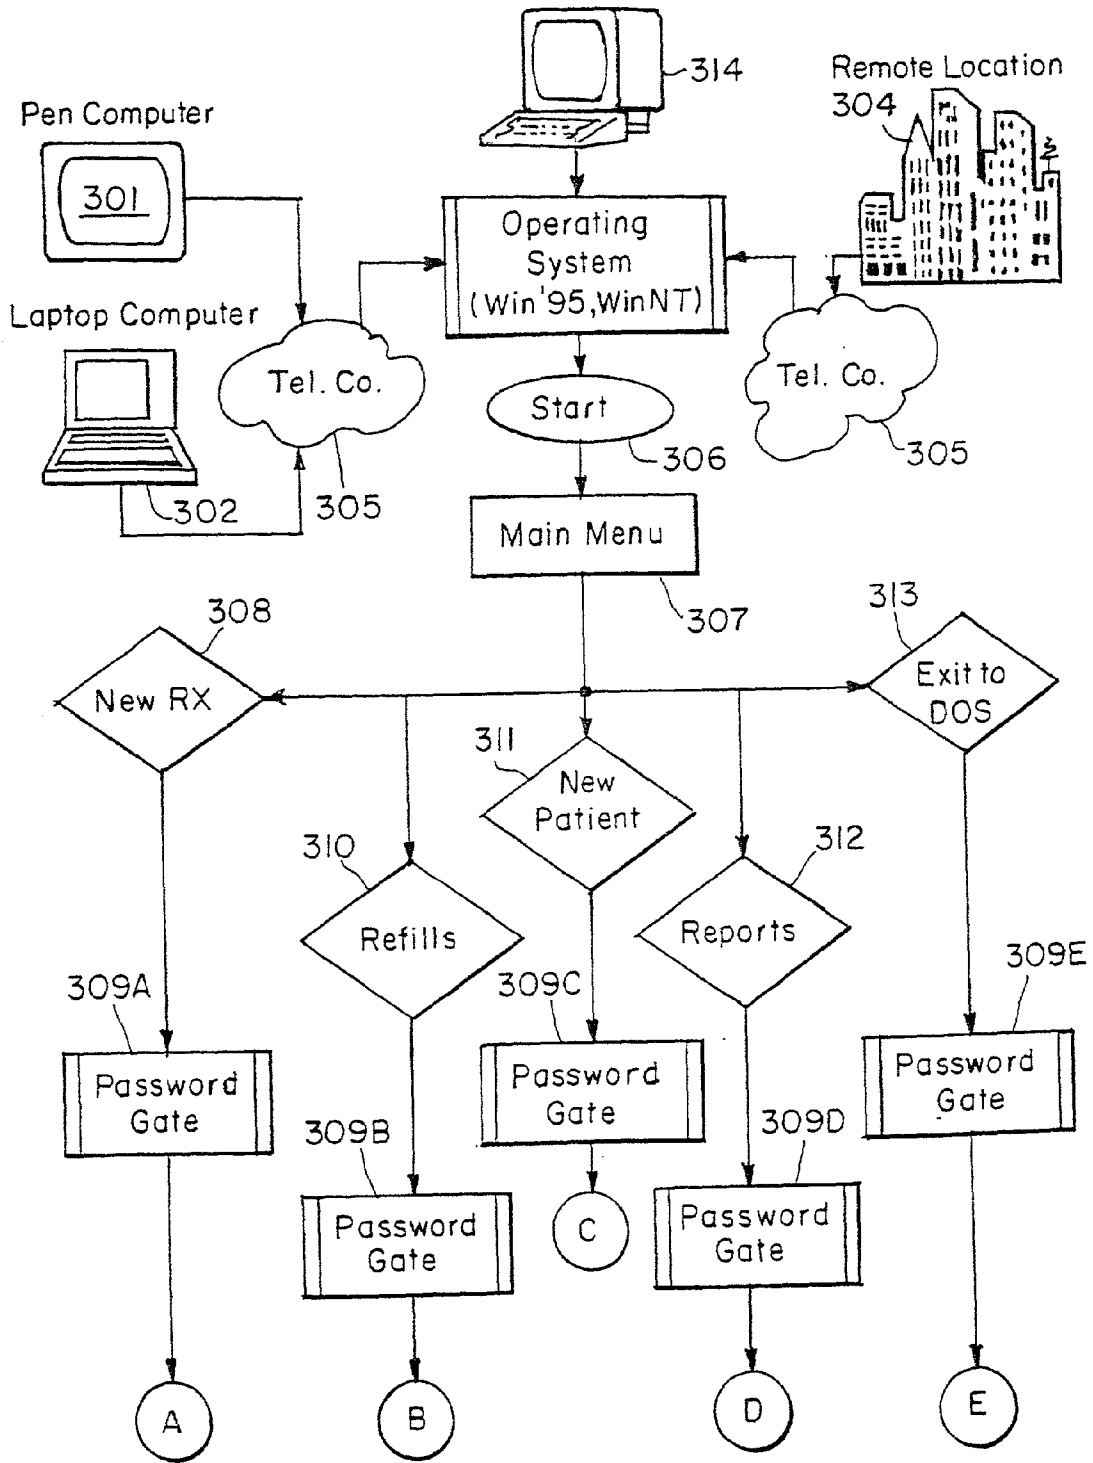 314
Remote Location
304
Pen Computer
301
Operating
System
(Win '95, WinNT)
Laptop Computer
Tel. Co.
Tel. Co.
Start
306
305
302
305
Main Menu
307
308
313
New RX
Exit to
DOS
311
New
Patient
310
312
Refills
Reports
309A
309C
309E
Password
Gate
Password
Gate
Password
Gate
309B
309D
Password
Gate
C
Password
Gate
A
B
D
E